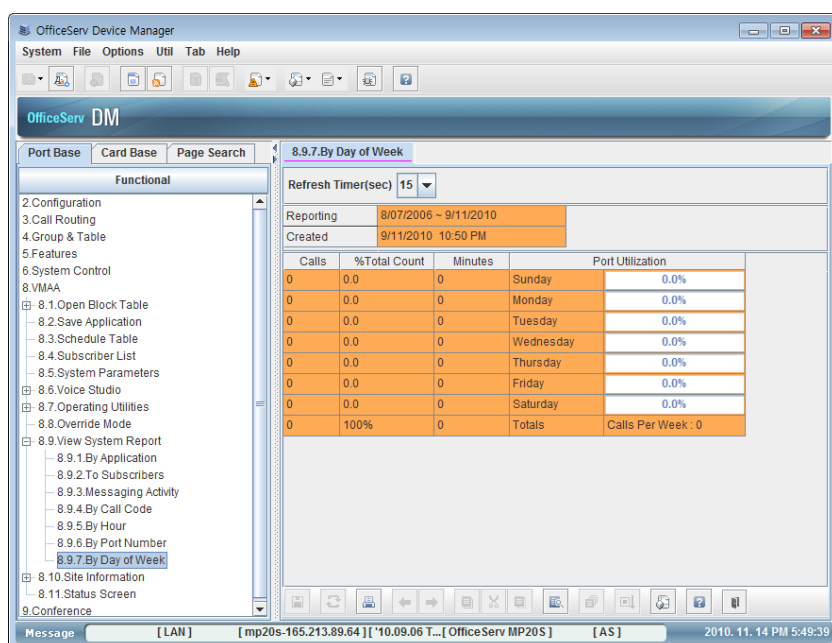 OfficeServ Device Manager
System File Options Util Tab Help
OfficeServ DM
Port Base Card Base Page Search
Functional
2.Configuration
3.Call Routing
4.Group & Table
5.Features
6.System Control
8.VMAA
8.1.Open Block Table
8.2.Save Application
8.3.Schedule Table
8.4.Subscriber List
8.5.System Parameters
8.6.Voice Studio
8.7.Operating Utilities
8.8.Override Mode
8.9.View System Report
8.9.1.By Application
8.9.2.To Subscribers
8.9.3.Messaging Activity
8.9.4.By Call Code
8.9.5.By Hour
8.9.6.By Port Number
8.9.7.By Day of Week
8.10.Site Information
8.11.Status Screen
9.Conference
8.9.7.By Day of Week
Refresh Timer(sec) 15
Reporting 8/07/2006 ~ 9/11/2010
Created 9/11/2010 10:50 PM
Calls %Total Count Minutes Port Utilization
0 0.0 0 Sunday 0.0%
0 0.0 0 Monday 0.0%
0 0.0 0 Tuesday 0.0%
0 0.0 0 Wednesday 0.0%
0 0.0 0 Thursday 0.0%
0 0.0 0 Friday 0.0%
0 0.0 0 Saturday 0.0%
0 100% 0 Totals Calls Per Week : 0
Message [ LAN ] [ mp20s-165.213.89.64 ] [ '10.09.06 T...[ OfficeServ MP20S ] [ AS ] 2010. 11. 14 PM 5:49:39